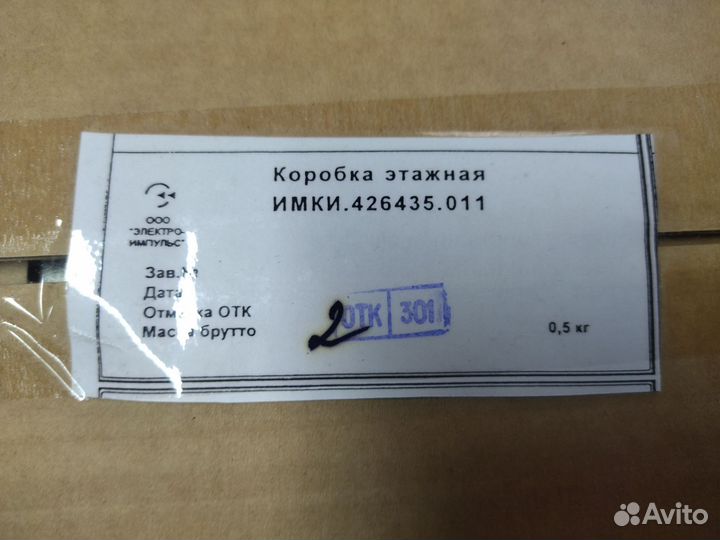 Коробка этажная
ИМКИ.426435.011
ООО
"ЭЛЕКТРО-
ИМПУЛЬС"
Зав.№
Дата
Отметка ОТК
2 ОТК 301
Масса брутто 0,5 кг
Avito